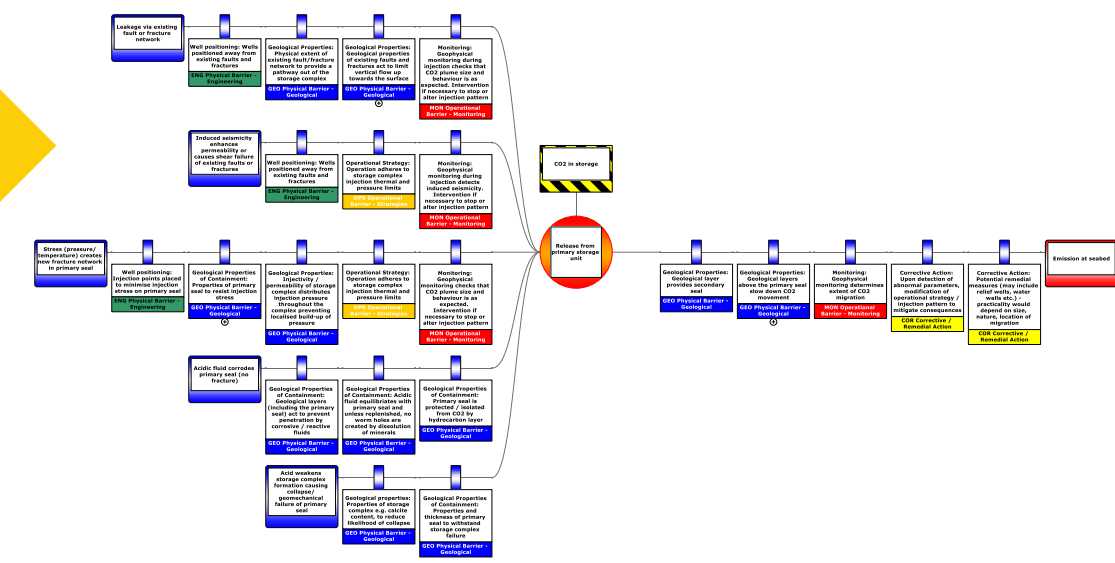 Leakage via existing
fault or fracture
network
Well positioning: Wells
positioned away from
existing faults and
fractures
ENG Physical Barrier -
Engineering
Geological Properties:
Physical extent of
existing fault/fracture
network to provide a
pathway out of the
storage complex
GEO Physical Barrier -
Geological
Geological Properties:
Geological properties
of existing faults and
fractures act to limit
vertical flow up
towards the surface
GEO Physical Barrier -
Geological
Monitoring:
Geophysical
monitoring during
injection checks that
CO2 plume size and
behaviour is as
expected. Intervention
if necessary to stop or
alter injection pattern
MON Operational
Barrier - Monitoring
Induced seismicity
enhances
permeability or
causes shear failure
of existing faults or
fractures
Well positioning: Wells
positioned away from
existing faults and
fractures
ENG Physical Barrier -
Engineering
Operational Strategy:
Operation adheres to
storage complex
injection thermal and
pressure limits
OPS Operational
Barrier - Strategies
Monitoring:
Geophysical
monitoring during
injection detects
induced seismicity.
Intervention if
necessary to stop or
alter injection pattern
MON Operational
Barrier - Monitoring
CO2 in storage
Stress (pressure/
temperature) creates
new fracture network
in primary seal
Well positioning:
Injection points placed
to minimise injection
stress on primary seal
ENG Physical Barrier -
Engineering
Geological Properties
of Containment:
Properties of primary
seal to resist injection
stress
GEO Physical Barrier -
Geological
Geological Properties:
Injectivity /
permeability of storage
complex distributes
injection pressure
throughout the
complex preventing
localised build-up of
pressure
GEO Physical Barrier -
Geological
Operational Strategy:
Operation adheres to
storage complex
injection thermal and
pressure limits
OPS Operational
Barrier - Strategies
Monitoring:
Geophysical
monitoring checks that
CO2 plume size and
behaviour is as
expected.
Intervention if
necessary to stop or
alter injection pattern
MON Operational
Barrier - Monitoring
Release from
primary storage
unit
Geological Properties:
Geological layer
provides secondary
seal
GEO Physical Barrier -
Geological
Geological Properties:
Geological layers
above the primary seal
slow down CO2
movement
GEO Physical Barrier -
Geological
Monitoring:
Geophysical
monitoring determines
extent of CO2
migration
MON Operational
Barrier - Monitoring
Corrective Action:
Upon detection of
abnormal parameters,
modification of
operational strategy /
injection pattern to
mitigate consequences
COR Corrective /
Remedial Action
Corrective Action:
Potential remedial
measures (may include
relief wells, water
walls etc.) -
practicality would
depend on size,
nature, location of
migration
COR Corrective /
Remedial Action
Emission at seabed
Acidic fluid corrodes
primary seal (no
fracture)
Geological Properties
of Containment:
Geological layers
(including the primary
seal) act to prevent
penetration by
corrosive / reactive
fluids
GEO Physical Barrier -
Geological
Geological Properties
of Containment: Acidic
fluid equilibriates with
primary seal and
unless replenished, no
worm holes are
created by dissolution
of minerals
GEO Physical Barrier -
Geological
Geological Properties
of Containment:
Primary seal is
protected / isolated
from CO2 by
hydrocarbon layer
GEO Physical Barrier -
Geological
Acid weakens
storage complex
formation causing
collapse/
geomechanical
failure of primary
seal
Geological properties:
Properties of storage
complex e.g. calcite
content, to reduce
likelihood of collapse
GEO Physical Barrier -
Geological
Geological Properties
of Containment:
Properties and
thickness of primary
seal to withstand
storage complex
failure
GEO Physical Barrier -
Geological